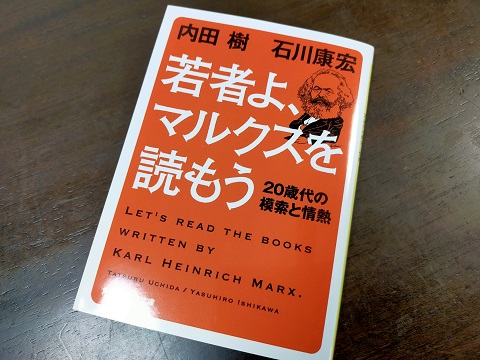 内田 樹 石川康宏
若者よ、
マルクスを
読もう
20歳代の
模索と情熱
LET'S READ THE BOOKS
WRITTEN BY
KARL HEINRICH MARX.
TATSURU UCHIDA / YASUHIRO ISHIKAWA